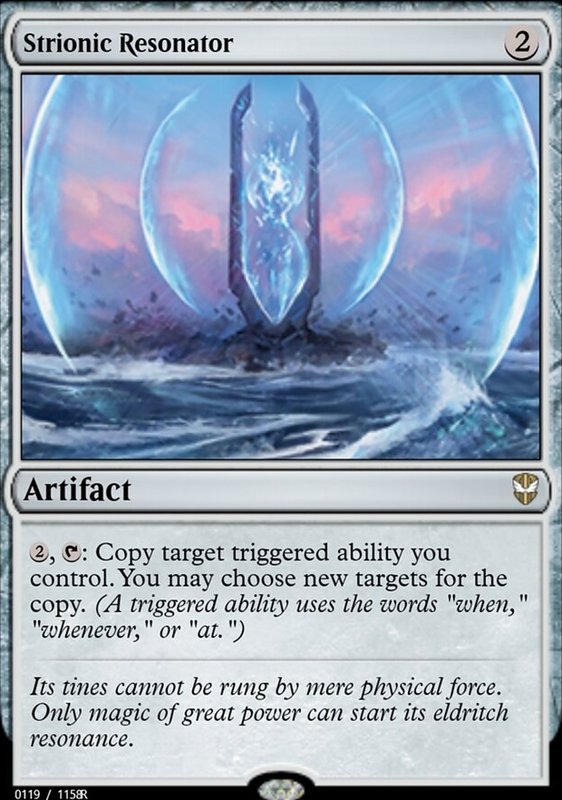 Strionic Resonator
2
Artifact
2, : Copy target triggered ability you
control. You may choose new targets for the
copy. (A triggered ability uses the words "when,"
"whenever," or "at.")
Its tines cannot be rung by mere physical force.
Only magic of great power can start its eldritch
resonance.
0119 / 1158R